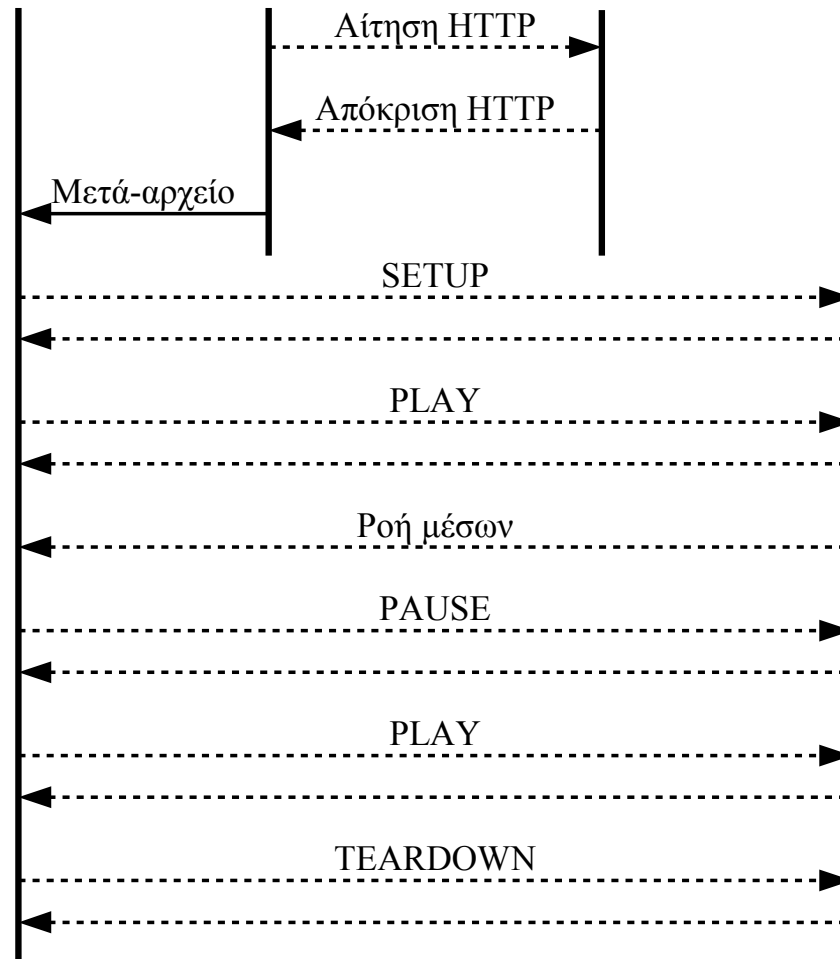 Αίτηση HTTP
Απόκριση HTTP
Μετά-αρχείο
SETUP
PLAY
Ροή μέσων
PAUSE
PLAY
TEARDOWN